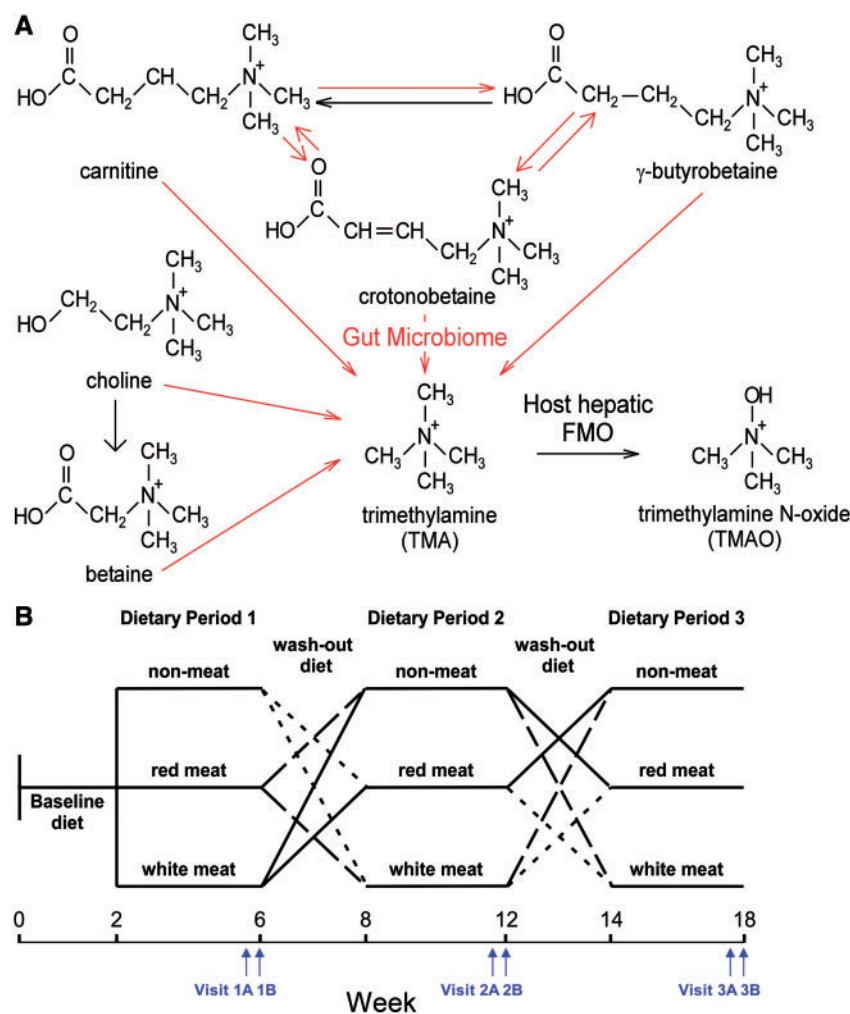 A
O
HO
C
CH₂
CH
CH₂
N⁺
CH₃
CH₃
CH₃
carnitine
O
HO
C
CH₂
CH₂
CH₂
N⁺
CH₃
CH₃
CH₃
γ-butyrobetaine
O
HO
C
CH=CH
CH₂
N⁺
CH₃
CH₃
CH₃
crotonobetaine
Gut Microbiome
HO
CH₂
CH₂
N⁺
CH₃
CH₃
CH₃
choline
O
HO
C
CH₂
N⁺
CH₃
CH₃
CH₃
betaine
CH₃
N⁺
CH₃
CH₃
CH₃
trimethylamine
(TMA)
Host hepatic
FMO
OH
N⁺
CH₃
CH₃
CH₃
trimethylamine N-oxide
(TMAO)
B
Dietary Period 1
wash-out
diet
Dietary Period 2
wash-out
diet
Dietary Period 3
non-meat
non-meat
non-meat
red meat
red meat
red meat
Baseline
diet
white meat
white meat
white meat
0 2 6 8 12 14 18
Visit 1A 1B
Visit 2A 2B
Visit 3A 3B
Week